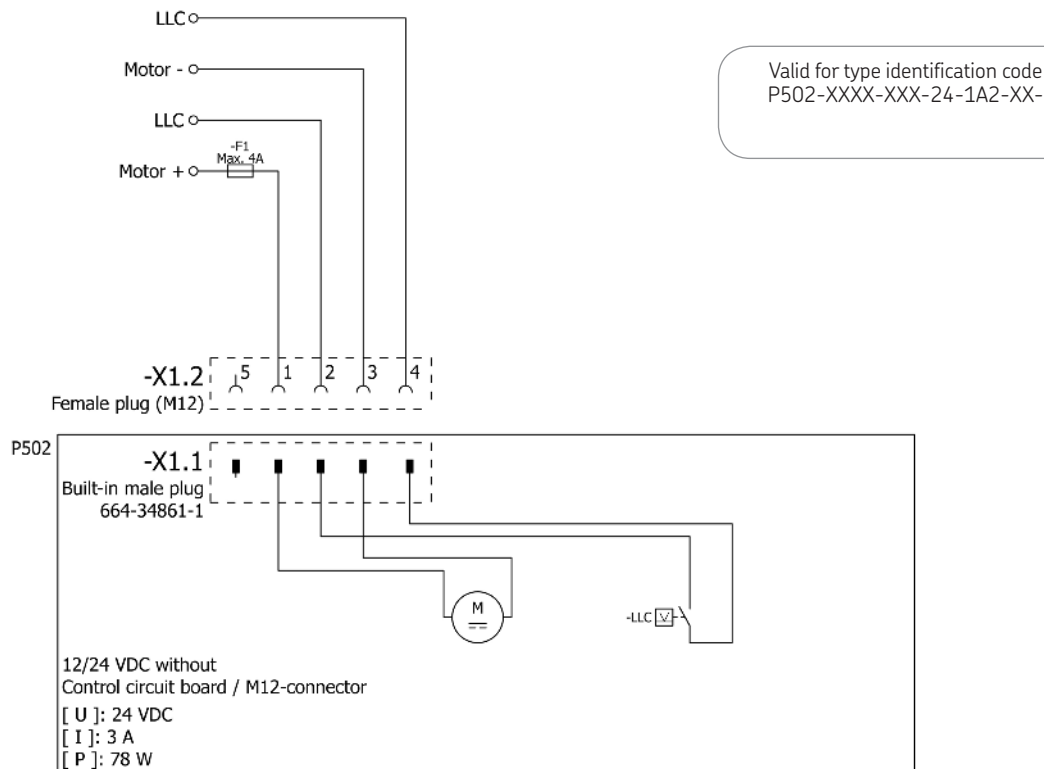 LLC
Motor -
LLC
Motor +
-F1
Max. 4A
Valid for type identification code
P502-XXXX-XXX-24-1A2-XX-
-X1.2
Female plug (M12)
5 1 2 3 4
P502
-X1.1
Built-in male plug
664-34861-1
M
-LLC
12/24 VDC without
Control circuit board / M12-connector
[ U ]: 24 VDC
[ I ]: 3 A
[ P ]: 78 W